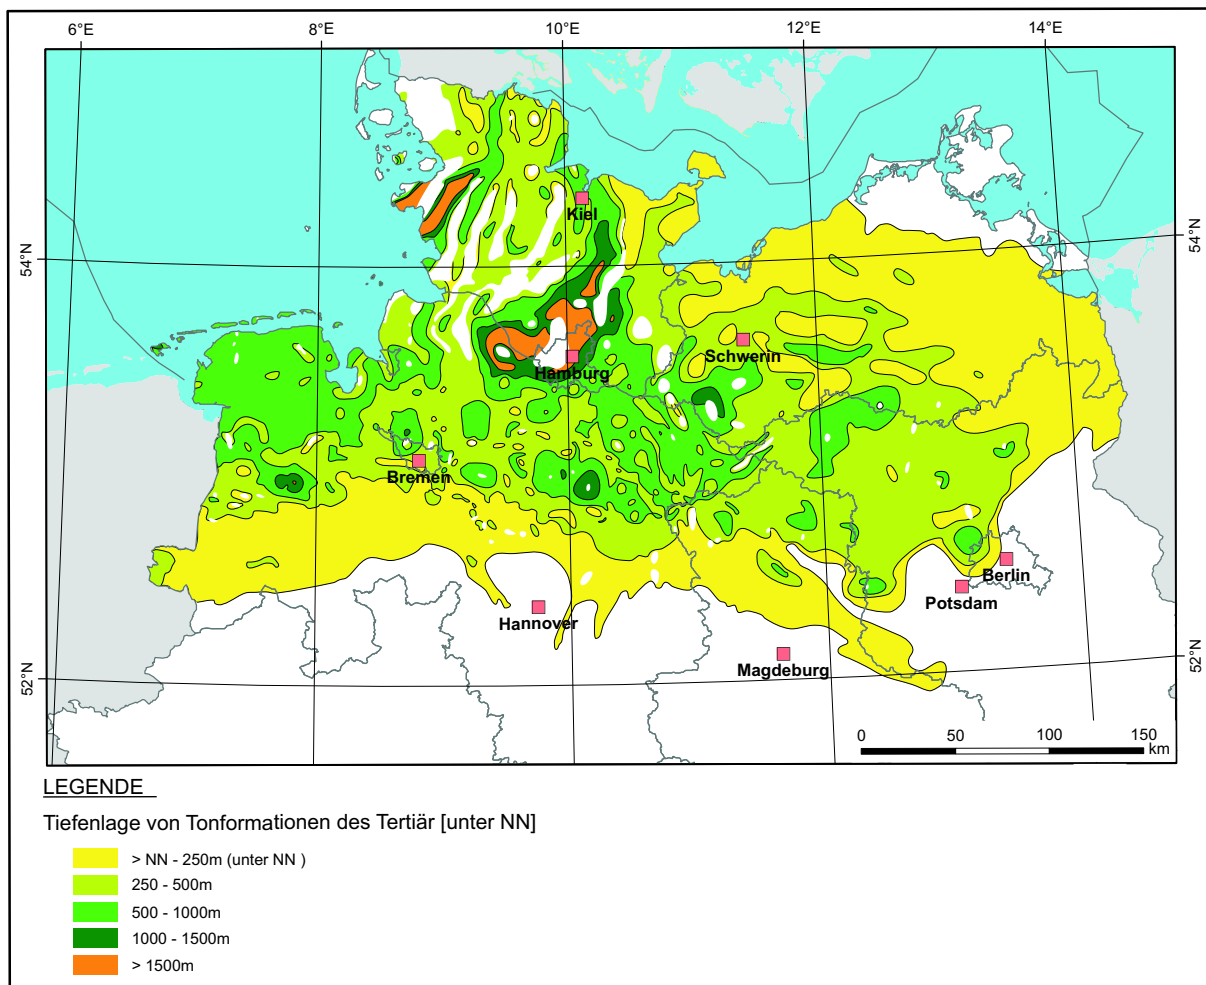 6°E 8°E 10°E 12°E 14°E
54°N
54°N
Kiel
Schwerin
Hamburg
Bremen
Berlin
Potsdam
Hannover
Magdeburg
52°N
52°N
0 50 100 150
km
LEGENDE
Tiefenlage von Tonformationen des Tertiär [unter NN]
> NN - 250m (unter NN )
250 - 500m
500 - 1000m
1000 - 1500m
> 1500m